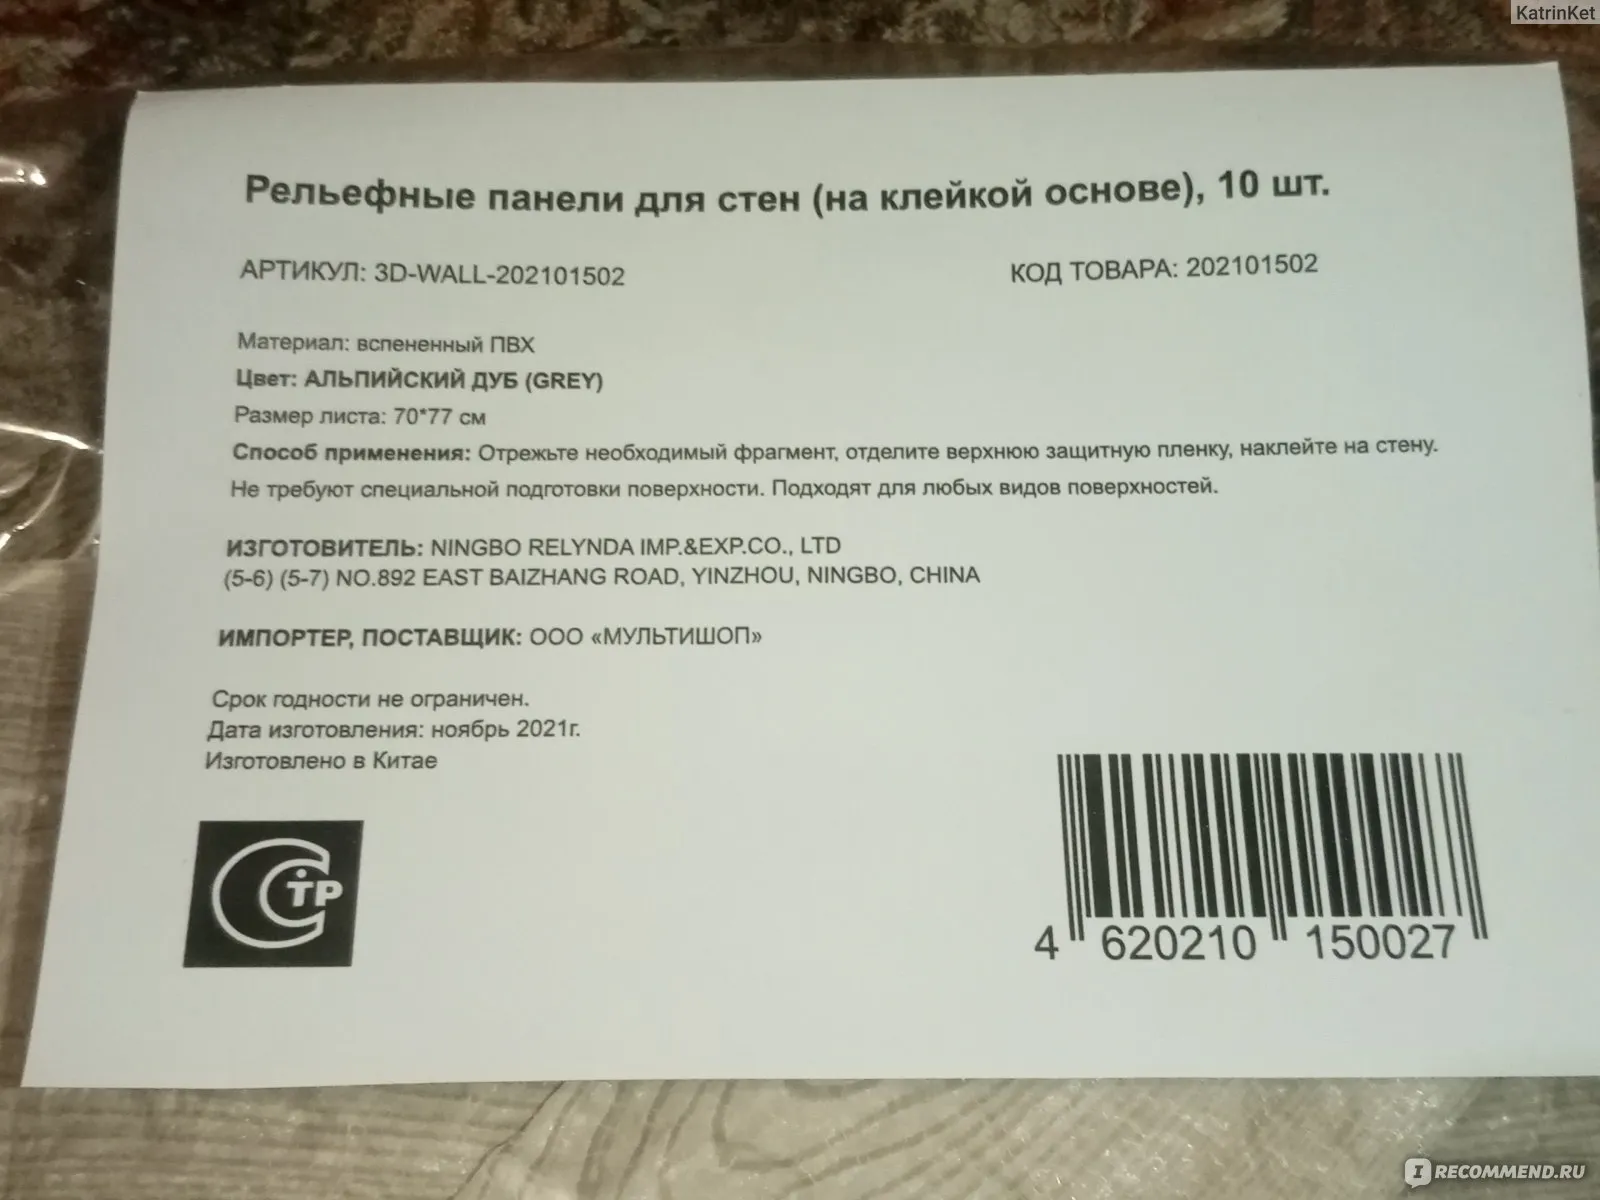 KatrinKet
Рельефные панели для стен (на клейкой основе), 10 шт.
АРТИКУЛ: 3D-WALL-202101502
КОД ТОВАРА: 202101502
Материал: вспененный ПВХ
Цвет: АЛЬПИЙСКИЙ ДУБ (GREY)
Размер листа: 70*77 см
Способ применения: Отрежьте необходимый фрагмент, отделите верхнюю защитную пленку, наклейте на стену.
Не требуют специальной подготовки поверхности. Подходят для любых видов поверхностей.
ИЗГОТОВИТЕЛЬ: NINGBO RELYNDA IMP.&EXP.CO., LTD
(5-6) (5-7) NO.892 EAST BAIZHANG ROAD, YINZHOU, NINGBO, CHINA
ИМПОРТЕР, ПОСТАВЩИК: ООО «МУЛЬТИШОП»
Срок годности не ограничен.
Дата изготовления: ноябрь 2021г.
Изготовлено в Китае
СТР
4 620210 150027
IRECOMMEND.RU